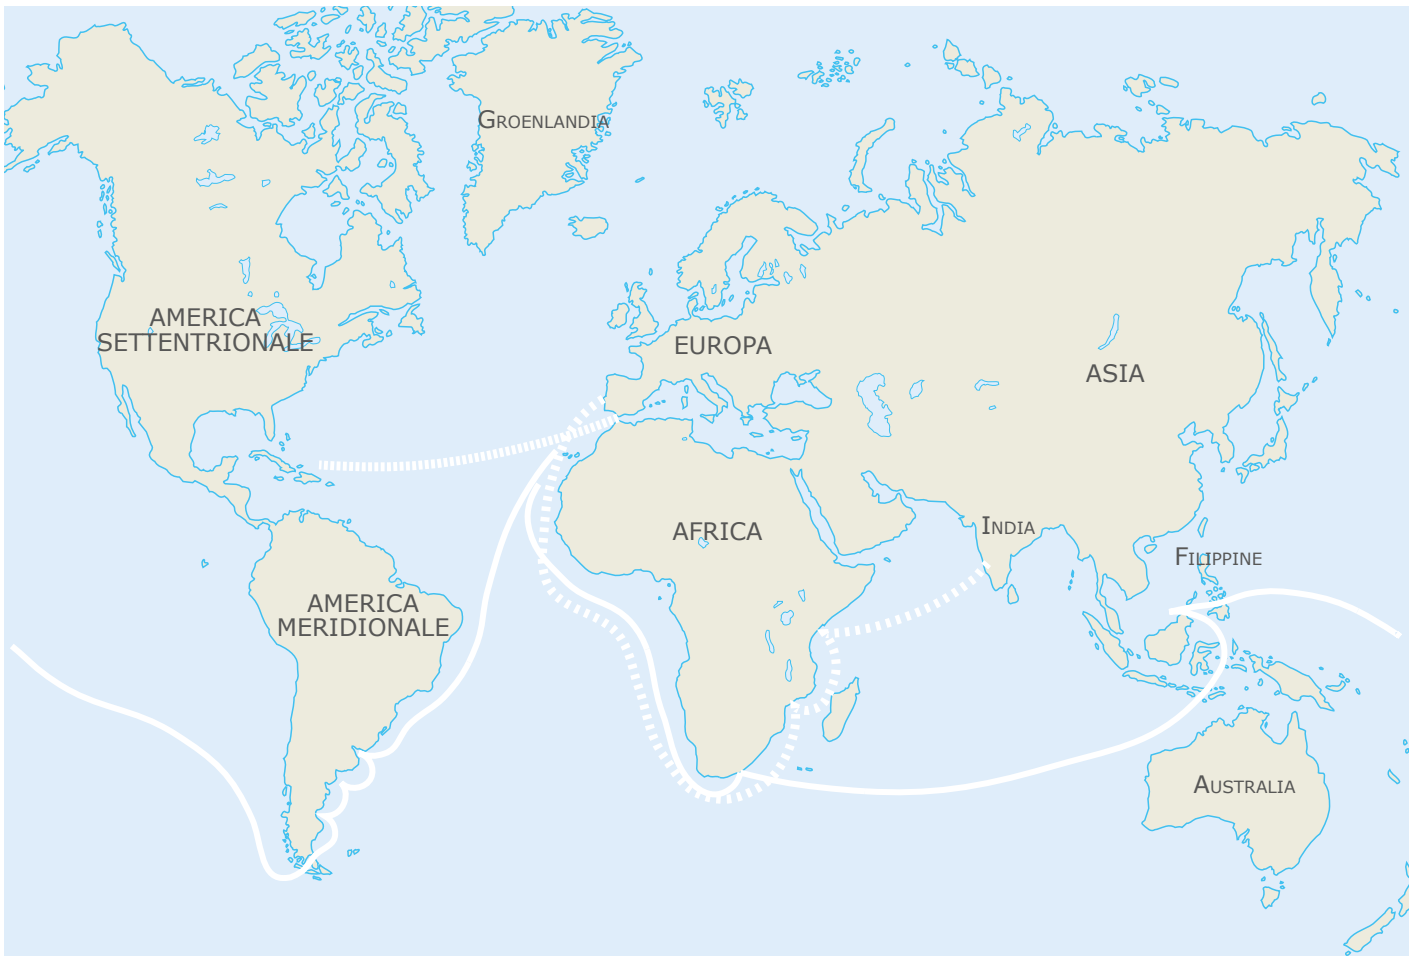 GROENLANDIA
AMERICA
SETTENTRIONALE
EUROPA
ASIA
AFRICA
INDIA
FILIPPINE
AMERICA
MERIDIONALE
AUSTRALIA